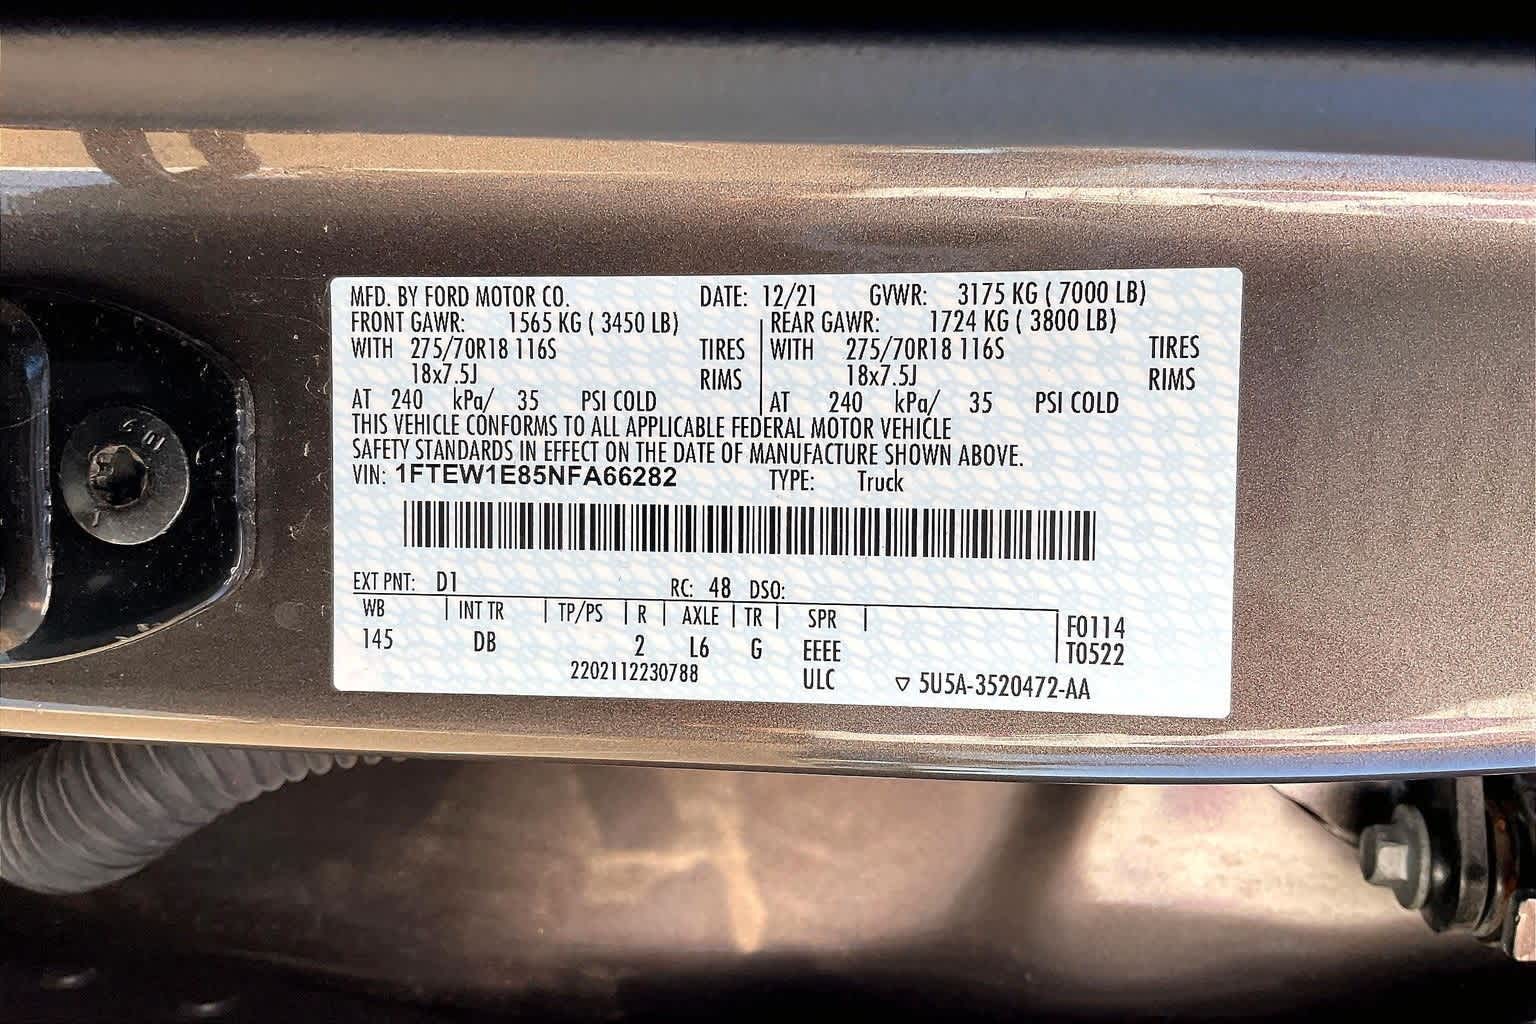 MFD. BY FORD MOTOR CO. DATE: 12/21 GVWR: 3175 KG ( 7000 LB)
FRONT GAWR: 1565 KG ( 3450 LB) REAR GAWR: 1724 KG ( 3800 LB)
WITH 275/70R18 116S TIRES WITH 275/70R18 116S TIRES
18x7.5J RIMS 18x7.5J RIMS
AT 240 kPa/ 35 PSI COLD AT 240 kPa/ 35 PSI COLD
THIS VEHICLE CONFORMS TO ALL APPLICABLE FEDERAL MOTOR VEHICLE
SAFETY STANDARDS IN EFFECT ON THE DATE OF MANUFACTURE SHOWN ABOVE.
VIN: 1FTEW1E85NFA66282 TYPE: Truck
EXT PNT: D1 RC: 48 DSO:
WB INT TR TP/PS R AXLE TR SPR F0114
145 DB 2 L6 G EEEE T0522
2202112230788 ULC ▽ 5U5A-3520472-AA